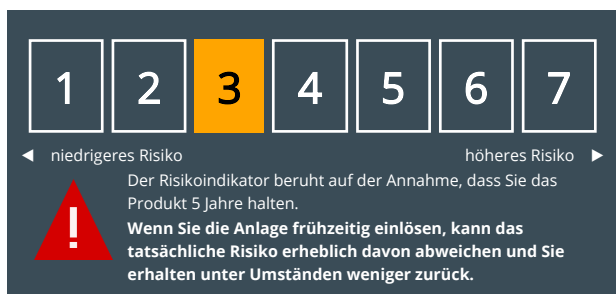 1 2 3 4 5 6 7
◀ niedrigeres Risiko höheres Risiko ▶
Der Risikoindikator beruht auf der Annahme, dass Sie das
Produkt 5 Jahre halten.
Wenn Sie die Anlage frühzeitig einlösen, kann das
tatsächliche Risiko erheblich davon abweichen und Sie
erhalten unter Umständen weniger zurück.
!